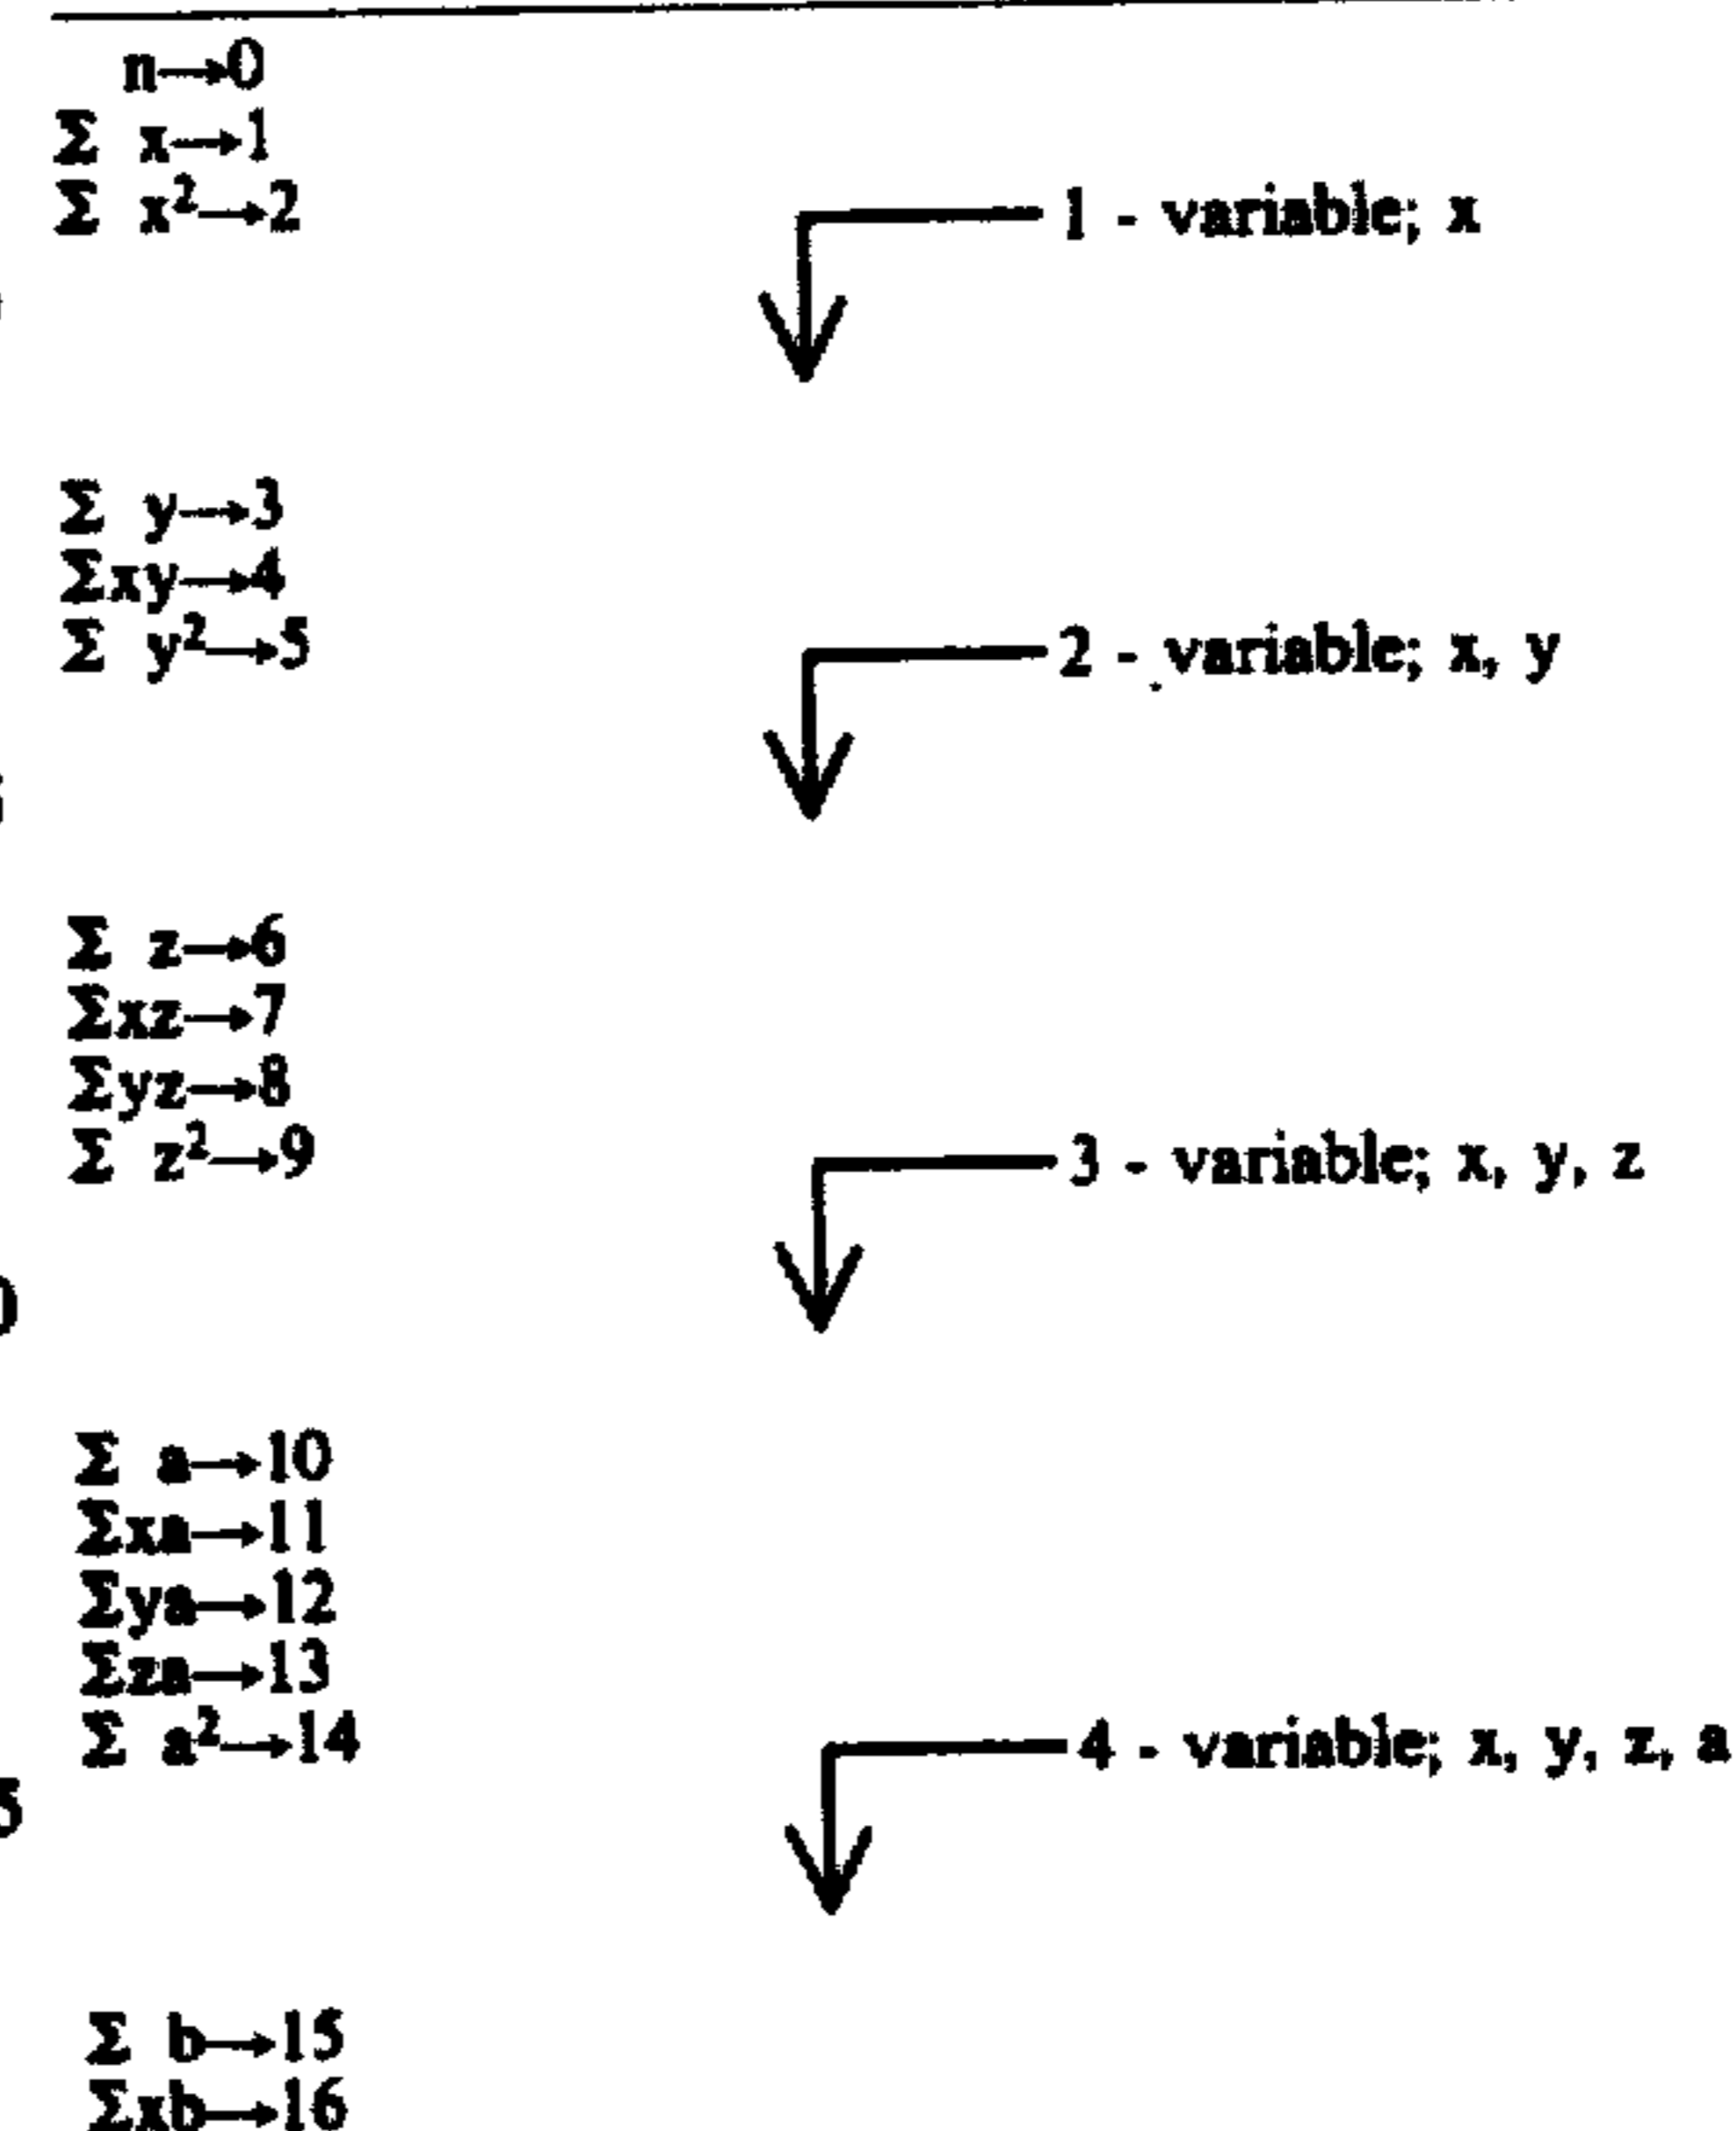 n→0
Σ x→1
Σ x²→2
1 - variable; x
Σ y→3
Σxy→4
Σ y²→5
2 - variable; x, y
Σ z→6
Σxz→7
Σyz→8
Σ z²→9
3 - variable; x, y, z
Σ a→10
Σxa→11
Σya→12
Σza→13
Σ a²→14
4 - variable; x, y, z, a
Σ b→15
Σxb→16